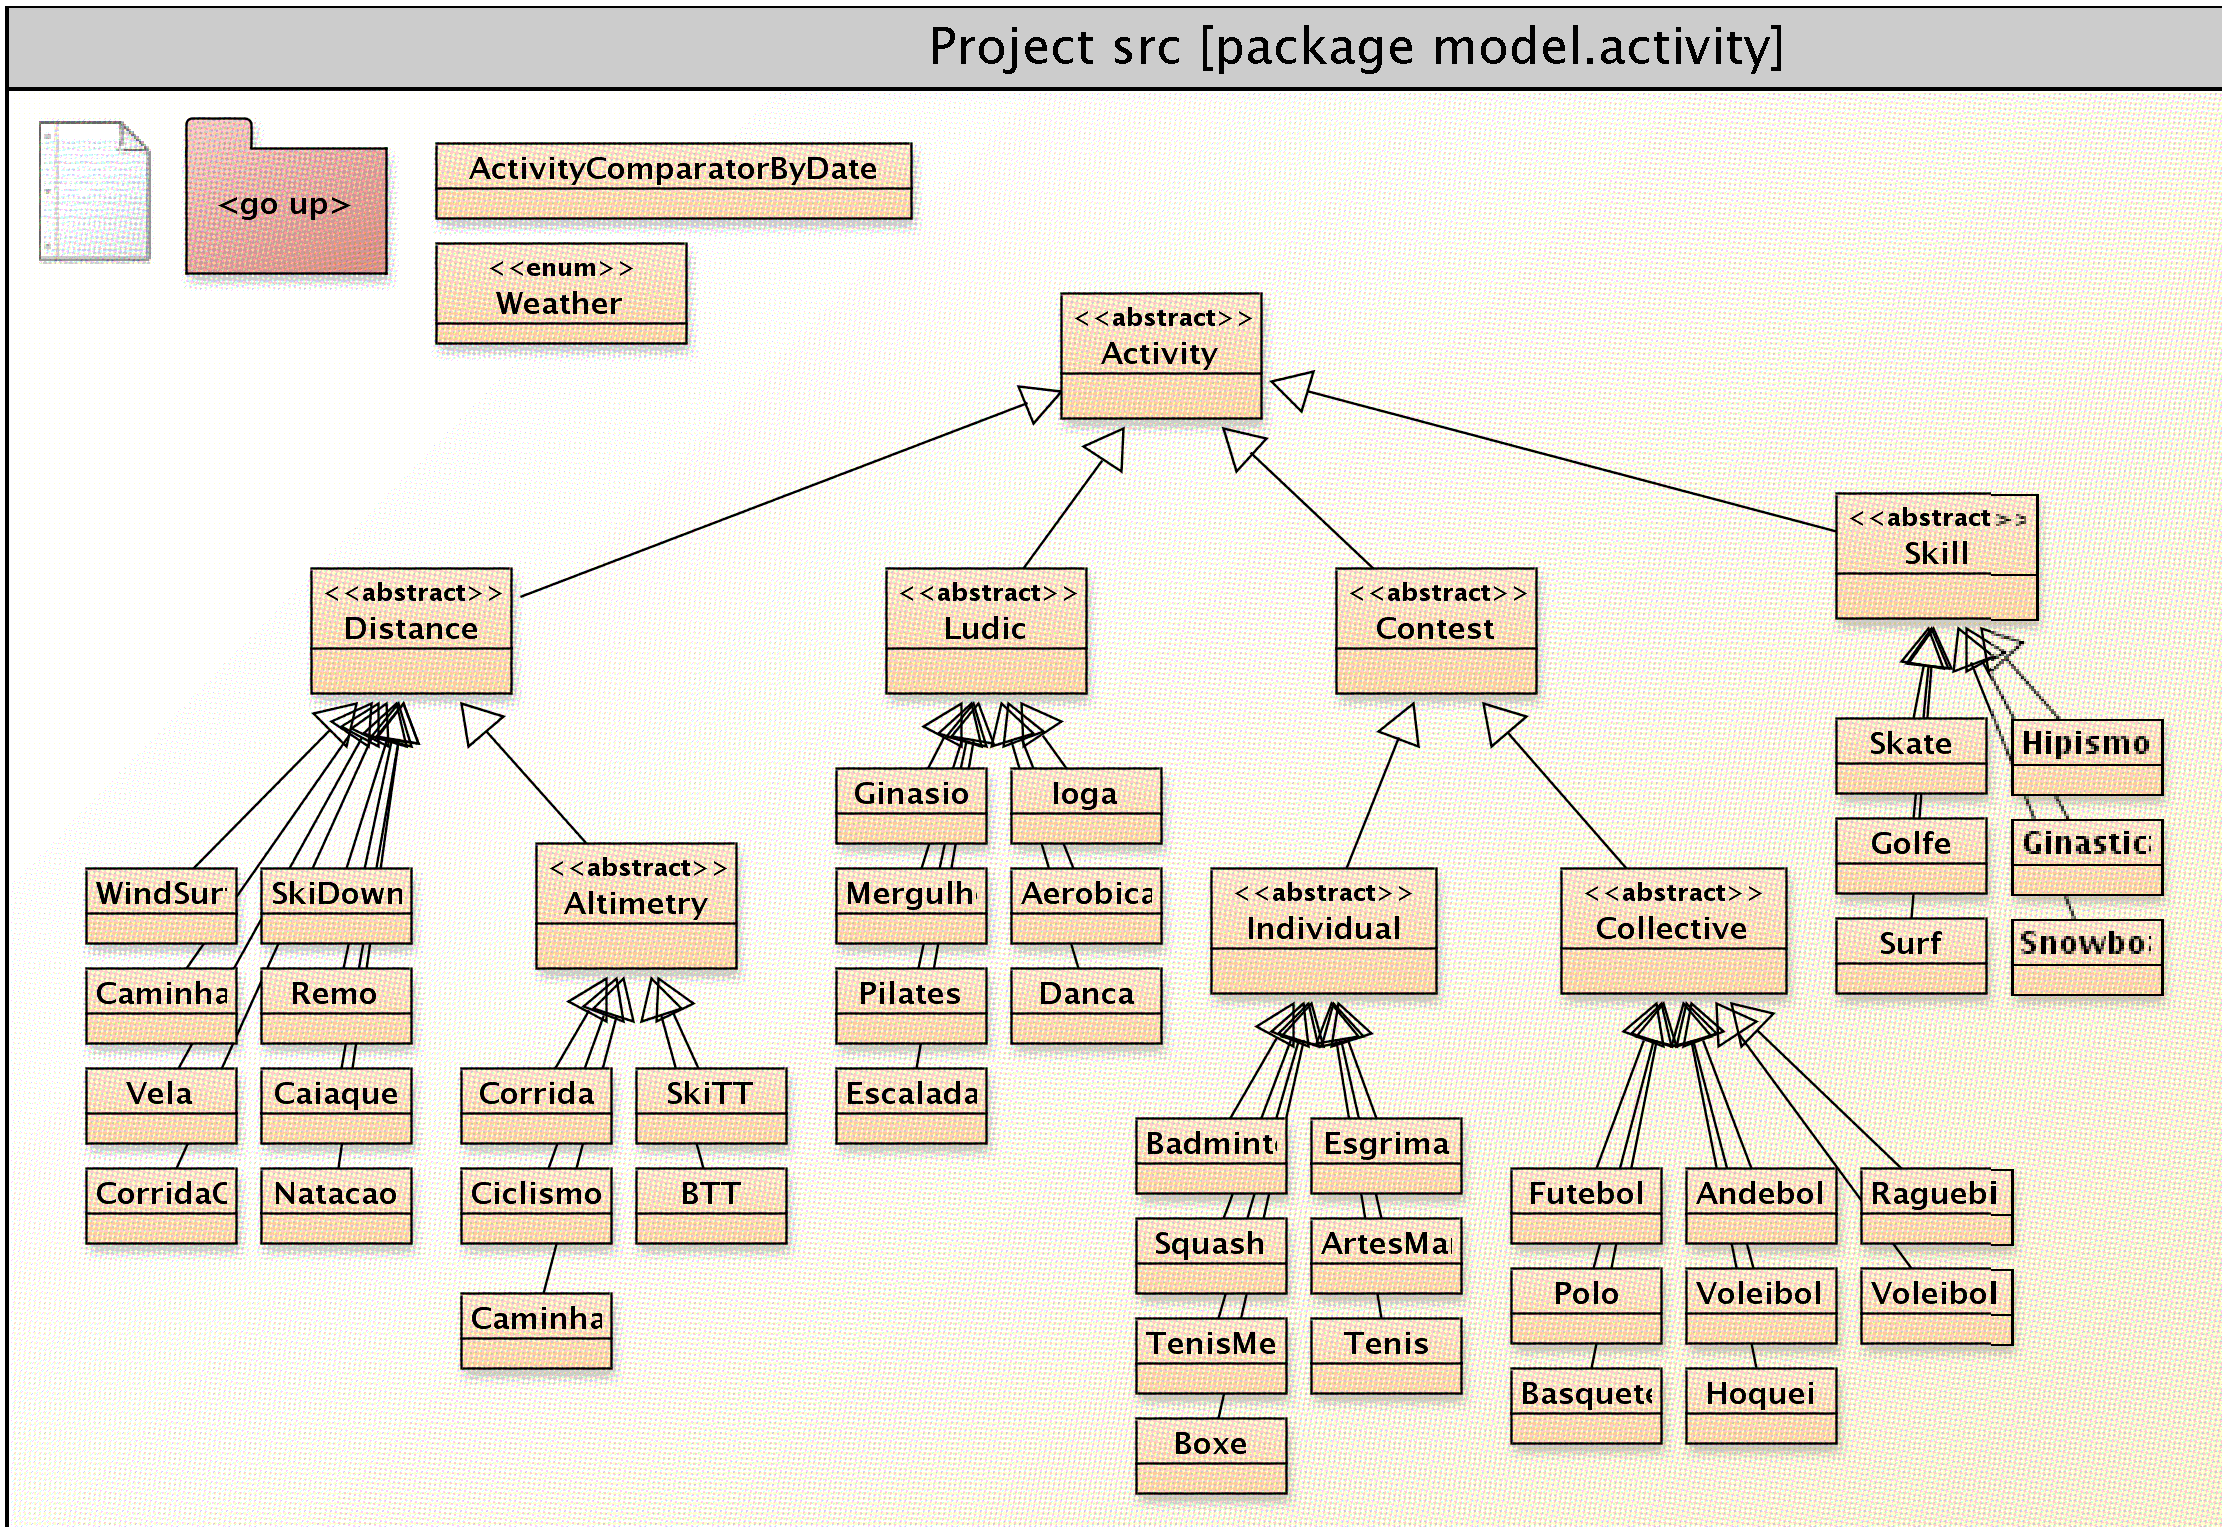 Project src [package model.activity]
<go up>
ActivityComparatorByDate
<<enum>>
Weather
<<abstract>>
Activity
<<abstract>>
Skill
<<abstract>>
Distance
<<abstract>>
Ludic
<<abstract>>
Contest
Skate
Hipismo
Ginasio
Ioga
Golfe
Ginastic
<<abstract>>
Altimetry
WindSur
SkiDown
Mergulh
Aerobica
<<abstract>>
Individual
<<abstract>>
Collective
Surf
Snowbo
Caminha
Remo
Pilates
Danca
Vela
Caiaque
Corrida
SkiTT
Escalada
Badmint
Esgrima
CorridaC
Natacao
Ciclismo
BTT
Futebol
Andebol
Raguebi
Squash
ArtesMa
Polo
Voleibol
Voleibol
Caminha
TenisMe
Tenis
Basquete
Hoquei
Boxe